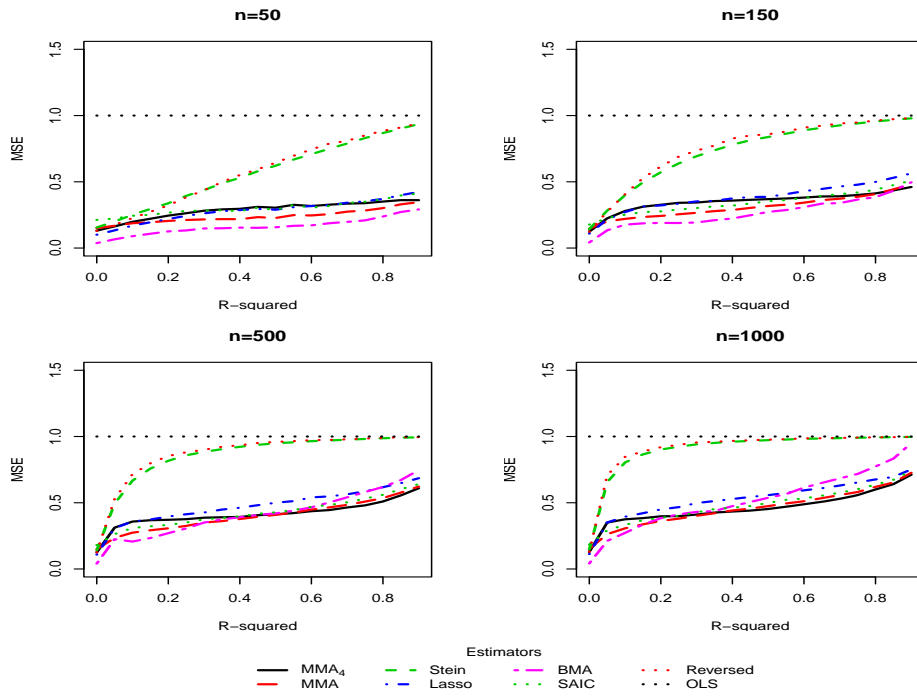 n=50
n=150
MSE
0.0 0.5 1.0 1.5
0.0 0.2 0.4 0.6 0.8
R-squared
MSE
0.0 0.5 1.0 1.5
0.0 0.2 0.4 0.6 0.8
R-squared
n=500
n=1000
MSE
0.0 0.5 1.0 1.5
0.0 0.2 0.4 0.6 0.8
R-squared
MSE
0.0 0.5 1.0 1.5
0.0 0.2 0.4 0.6 0.8
R-squared
Estimators
MMA₄ Stein BMA Reversed
MMA Lasso SAIC OLS